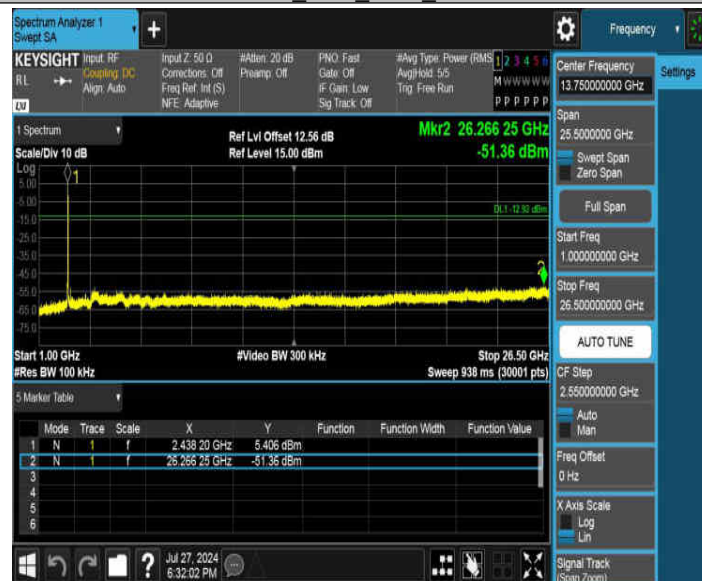 Spectrum Analyzer 1
Swept SA
+
Frequency
KEYSIGHT
Input: RF
Coupling: DC
Align: Auto
Input Z: 50 Ω
Corrections: Off
Freq Ref: Int (S)
NFE: Adaptive
#Atten: 20 dB
Preamp: Off
PNO: Fast
Gate: Off
IF Gain: Low
Sig Track: Off
#Avg Type: Power (RMS
Avg|Hold: 5/5
Trig: Free Run
1 2 3 4 5 6
M W W W W W
P P P P P P
RL
LXI
Center Frequency
13.750000000 GHz
Settings
Span
25.5000000 GHz
Swept Span
Zero Span
Full Span
Start Freq
1.000000000 GHz
Stop Freq
26.500000000 GHz
AUTO TUNE
CF Step
2.550000000 GHz
Auto
Man
Freq Offset
0 Hz
X Axis Scale
Log
Lin
Signal Track
(Span Zoom)
1 Spectrum
Scale/Div 10 dB
Ref Lvl Offset 12.56 dB
Ref Level 15.00 dBm
Mkr2 26.266 25 GHz
-51.36 dBm
Log
1
5.00
-5.00
-15.0
DL1 -12.92 dBm
-25.0
-35.0
-45.0
2
-55.0
-65.0
-75.0
Start 1.00 GHz
#Res BW 100 kHz
#Video BW 300 kHz
Stop 26.50 GHz
Sweep 938 ms (30001 pts)
5 Marker Table
Mode Trace Scale X Y Function Function Width Function Value
1 N 1 f 2.438 20 GHz 5.406 dBm
2 N 1 f 26.266 25 GHz -51.36 dBm
3
4
5
6
?
Jul 27, 2024
6:32:02 PM